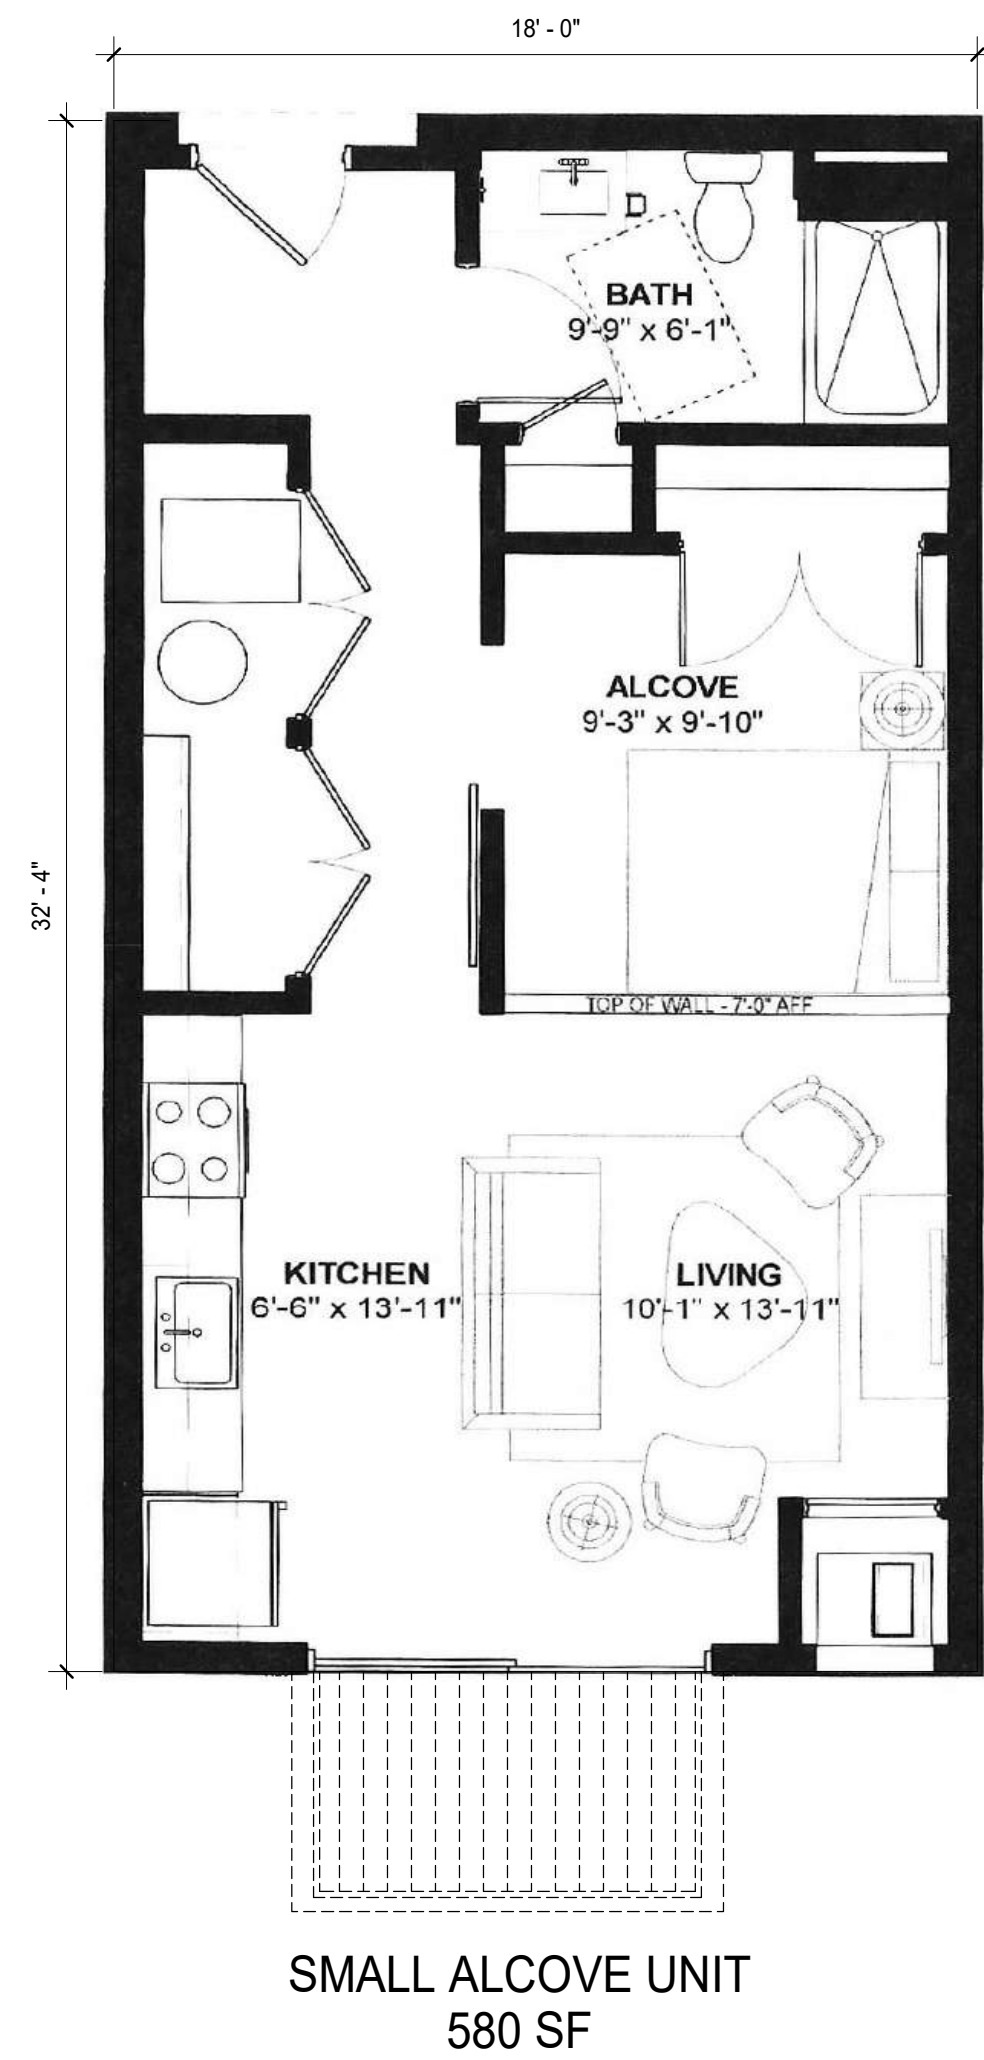 18' - 0"
BATH
9'-9" x 6'-1"
ALCOVE
9'-3" x 9'-10"
32' - 4"
TOP OF WALL - 7'-0" AFF
KITCHEN
6'-6" x 13'-11"
LIVING
10'-1" x 13'-11"
SMALL ALCOVE UNIT
580 SF